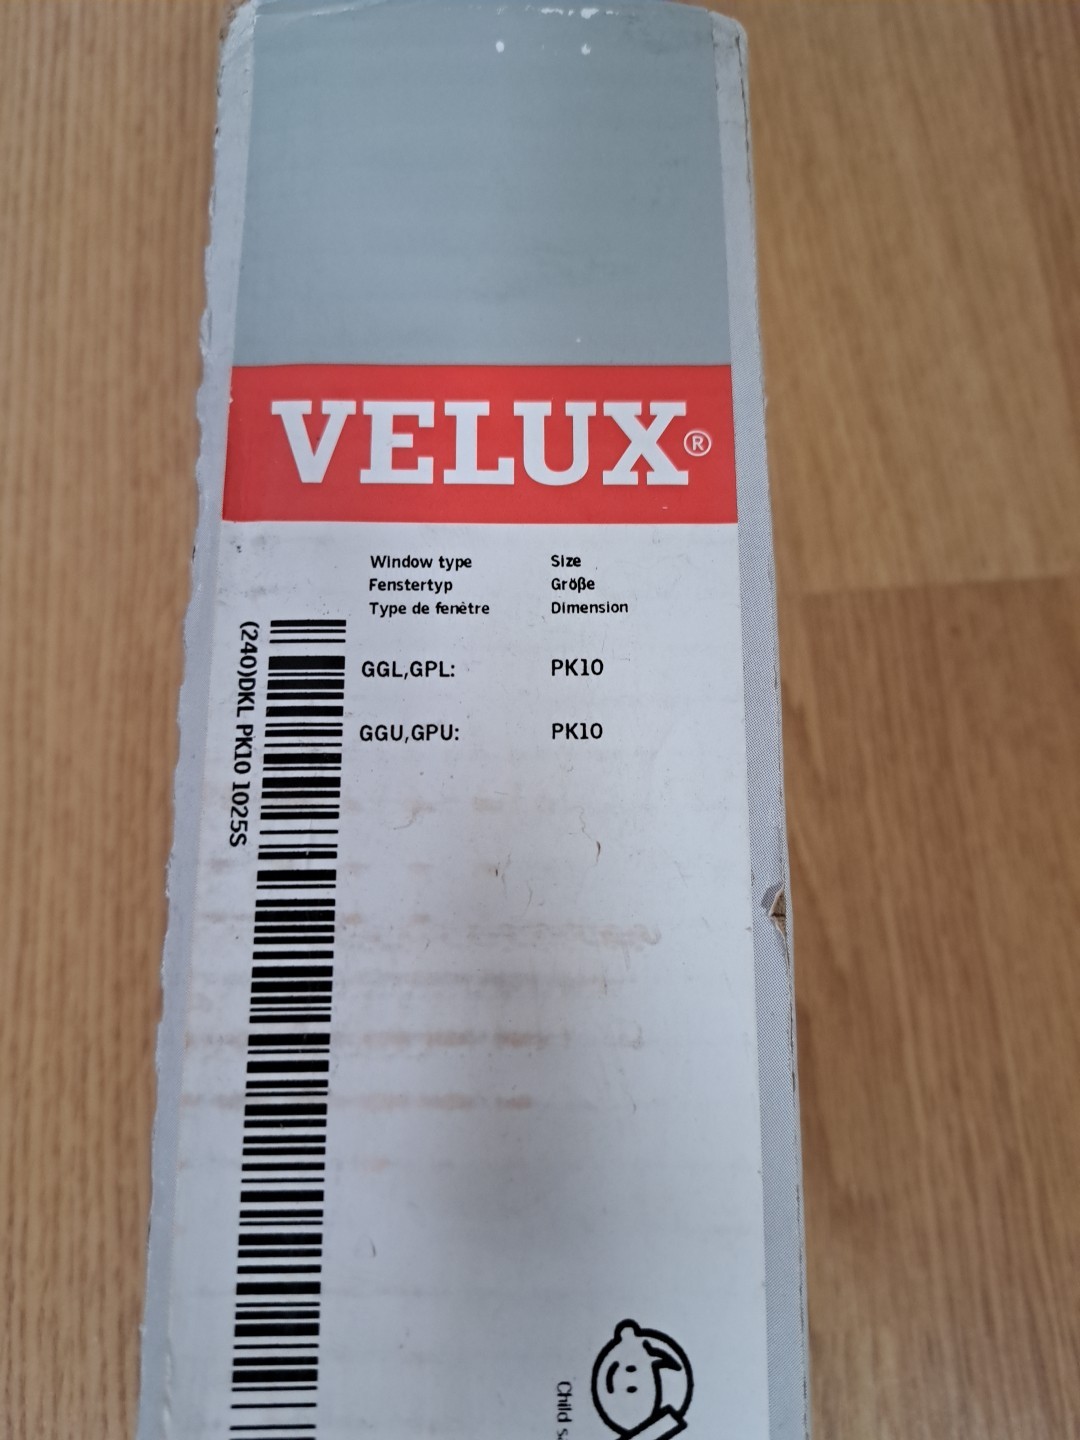 VELUX®
Window type Size
Fenstertyp Größe
Type de fenêtre Dimension
GGL,GPL: PK10
GGU,GPU: PK10
(240)DKL PK10 1025S
Child